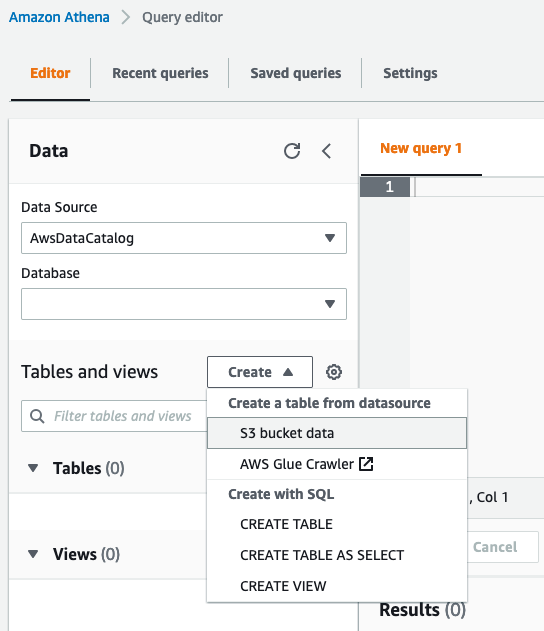 Amazon Athena > Query editor
Editor Recent queries Saved queries Settings
Data
New query 1
1
Data Source
AwsDataCatalog
Database
Tables and views Create
Create a table from datasource
Filter tables and views
S3 bucket data
AWS Glue Crawler
Tables (0)
Create with SQL
, Col 1
CREATE TABLE
CREATE TABLE AS SELECT
Cancel
Views (0)
CREATE VIEW
Results (0)